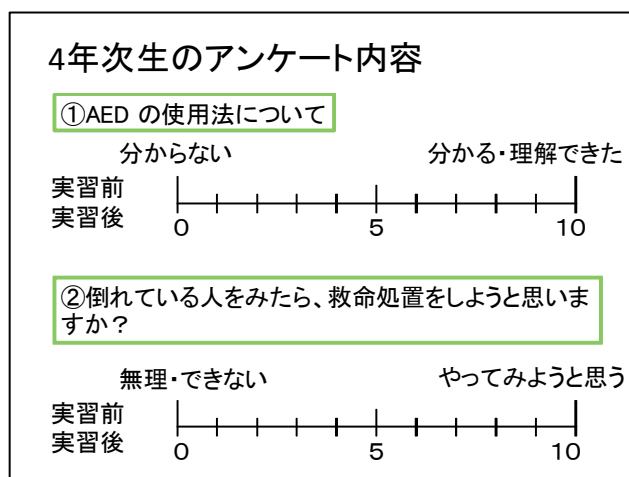 4年次生のアンケート内容
①AED の使用法について
分からない 分かる・理解できた
実習前
実習後
0 5 10
②倒れている人をみたら、救命処置をしようと思いま
すか？
無理・できない やってみようと思う
実習前
実習後
0 5 10